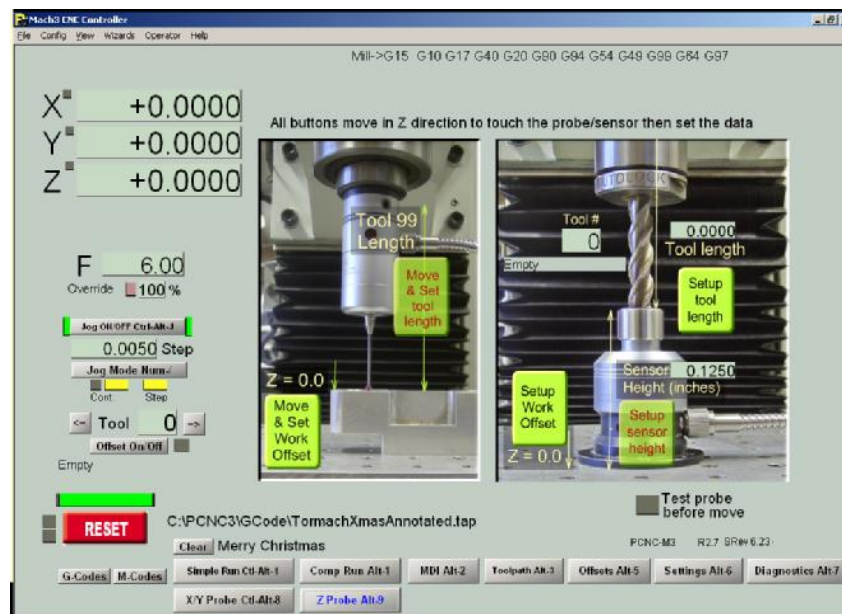 Mach3 CNC Controller
File Config View Wizards Operator Help
Mill->G15 G10 G17 G40 G20 G90 G94 G54 G49 G99 G64 G97
X +0.0000
Y +0.0000
Z +0.0000
All buttons move in Z direction to touch the probe/sensor then set the data
Tool 99
Length
Move
& Set
tool
length
Z = 0.0
Move
& Set
Work
Offset
AUTOLOCK
Tool #
0
Empty
0.0000
Tool length
Setup
tool
length
Sensor 0.1250
Height (inches)
Setup
Work
Offset
Setup
sensor
height
Z = 0.0
F 6.00
Override 100 %
Jog ON/OFF Ctrl-Alt-J
0.0050 Step
Jog Mode Num-/
Cont. Step
<- Tool 0 ->
Offset On/Off
Empty
Test probe
before move
RESET
C:\PCNC3\GCode\TormachXmasAnnotated.tap
PCNC-M3 R2.7 SRev 6.23
Clear Merry Christmas
G-Codes M-Codes
Simple Run Ctl-Alt-1 Comp Run Alt-1 MDI Alt-2 Toolpath Alt-3 Offsets Alt-5 Settings Alt-6 Diagnostics Alt-7
X/Y Probe Ctl-Alt-8 Z Probe Alt-9